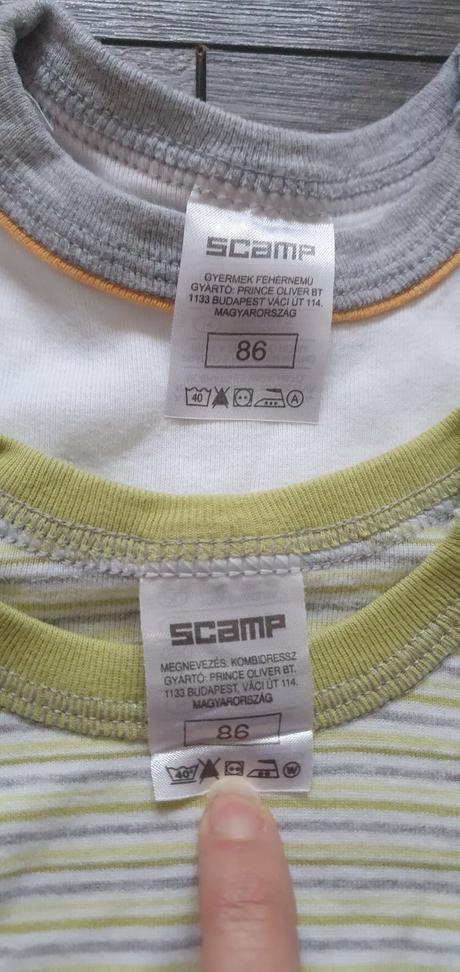 scamp
GYERMEK FEHÉRNEMŰ
GYÁRTÓ: PRINCE OLIVER BT
1133 BUDAPEST VÁCI ÚT 114.
MAGYARORSZÁG
86
40 A
scamp
MEGNEVEZÉS: KOMBIDRESSZ
GYÁRTÓ: PRINCE OLIVER BT.
1133 BUDAPEST, VÁCI ÚT 114.
MAGYARORSZÁG
86
40° W